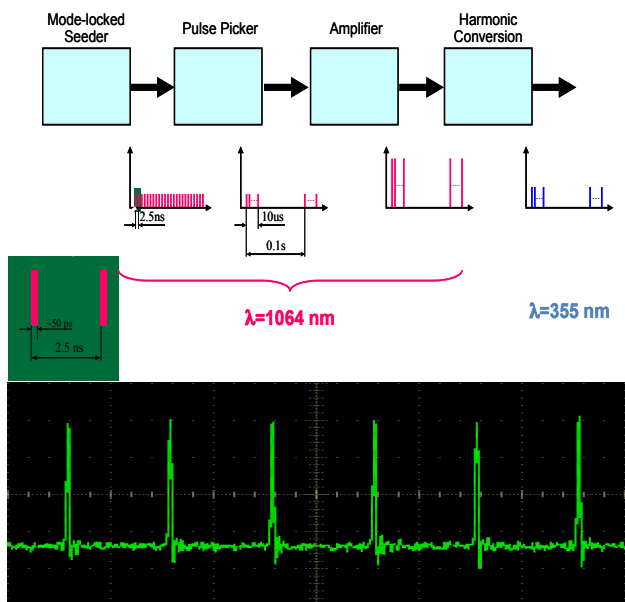 Mode-locked
Seeder
Pulse Picker
Amplifier
Harmonic
Conversion
2.5ns
10us
0.1s
~50 ps
2.5 ns
λ=1064 nm
λ=355 nm